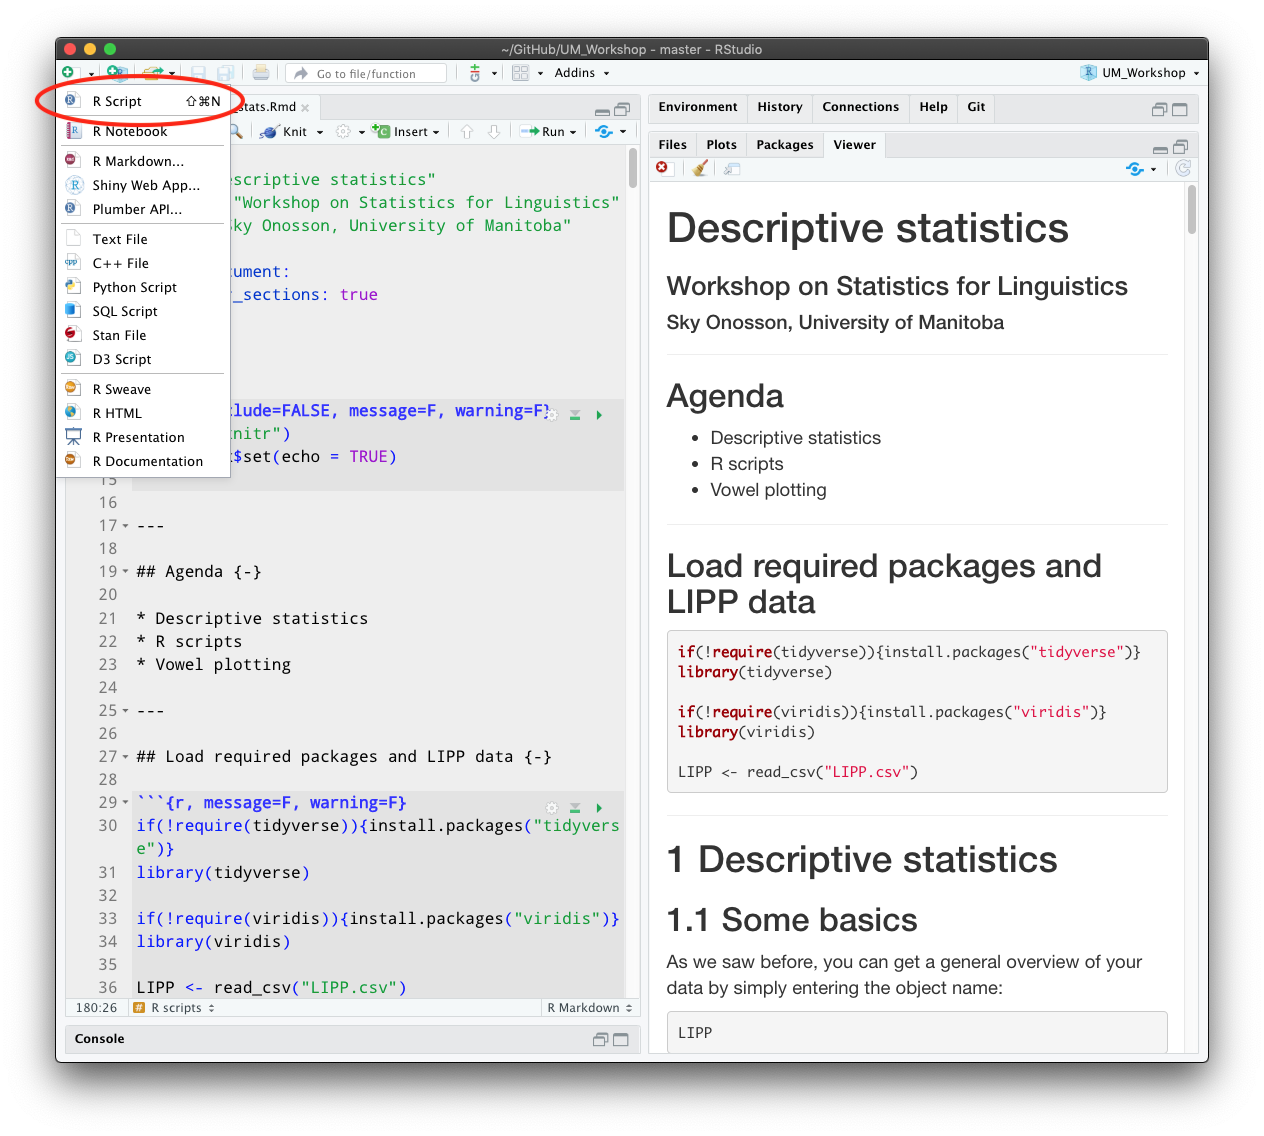 ~/GitHub/UM_Workshop - master - RStudio
Go to file/function
Addins
UM_Workshop
R Script ⇧⌘N
R Notebook
R Markdown...
Shiny Web App...
Plumber API...
Text File
C++ File
Python Script
SQL Script
Stan File
D3 Script
R Sweave
R HTML
R Presentation
R Documentation
stats.Rmd
Knit
Insert
Run
escriptive statistics"
"Workshop on Statistics for Linguistics"
ky Onosson, University of Manitoba"
ument:
_sections: true
lude=FALSE, message=F, warning=F}
nitr")
$set(echo = TRUE)
15
16
17 ---
18
19 ## Agenda {-}
20
21 * Descriptive statistics
22 * R scripts
23 * Vowel plotting
24
25 ---
26
27 ## Load required packages and LIPP data {-}
28
29 ```{r, message=F, warning=F}
30 if(!require(tidyverse)){install.packages("tidyvers
e")}
31 library(tidyverse)
32
33 if(!require(viridis)){install.packages("viridis")}
34 library(viridis)
35
36 LIPP <- read_csv("LIPP.csv")
180:26 # R scripts R Markdown
Console
Environment History Connections Help Git
Files Plots Packages Viewer
Descriptive statistics
Workshop on Statistics for Linguistics
Sky Onosson, University of Manitoba
Agenda
• Descriptive statistics
• R scripts
• Vowel plotting
Load required packages and
LIPP data
if(!require(tidyverse)){install.packages("tidyverse")}
library(tidyverse)
if(!require(viridis)){install.packages("viridis")}
library(viridis)
LIPP <- read_csv("LIPP.csv")
1 Descriptive statistics
1.1 Some basics
As we saw before, you can get a general overview of your
data by simply entering the object name:
LIPP